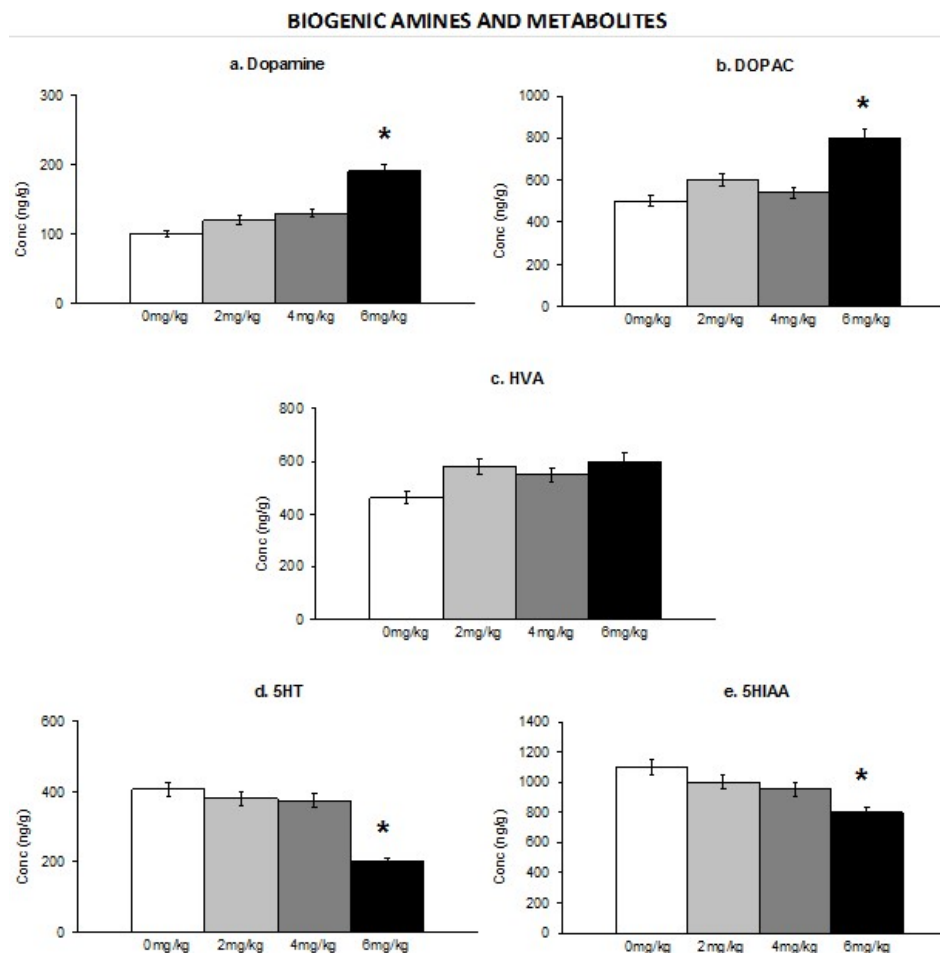 BIOGENIC AMINES AND METABOLITES
a. Dopamine
300
200
100
0
Conc (ng/g)
*
0mg/kg 2mg/kg 4mg/kg 6mg/kg
b. DOPAC
1000
800
600
400
200
0
Conc (ng/g)
*
0mg/kg 2mg/kg 4mg/kg 6mg/kg
c. HVA
800
600
400
200
0
Conc (ng/g)
0mg/kg 2mg/kg 4mg/kg 6mg/kg
d. 5HT
600
400
200
0
Conc (ng/g)
*
0mg/kg 2mg/kg 4mg/kg 6mg/kg
e. 5HIAA
1400
1200
1000
800
600
400
200
0
Conc (ng/g)
*
0mg/kg 2mg/kg 4mg/kg 6mg/kg